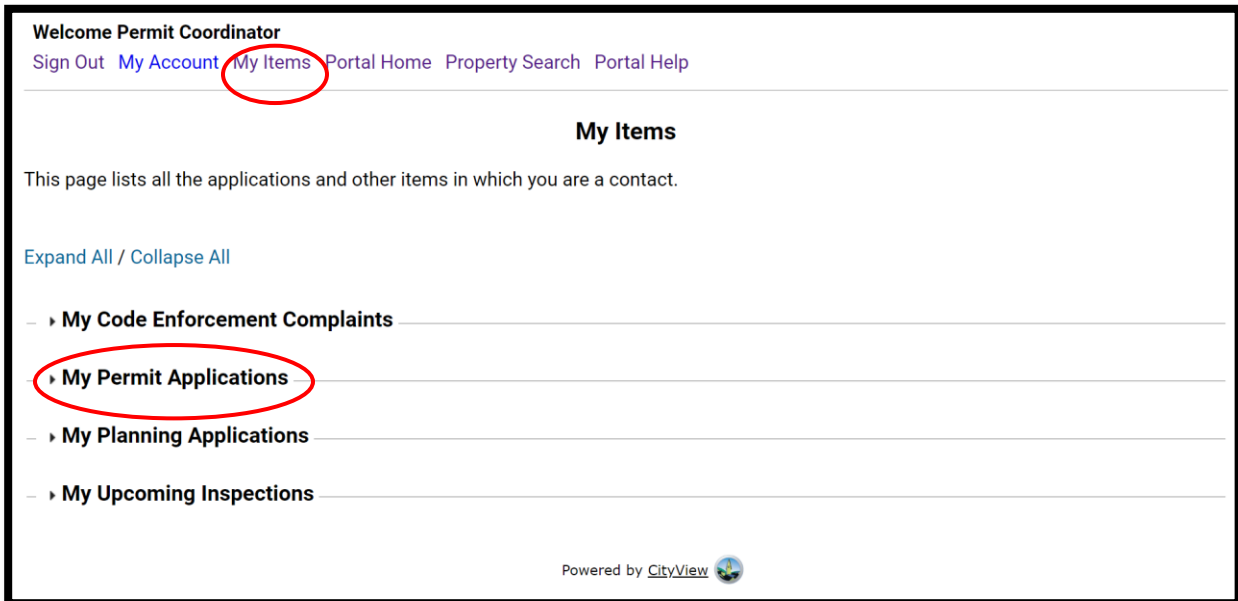 Welcome Permit Coordinator
Sign Out My Account My Items Portal Home Property Search Portal Help
My Items
This page lists all the applications and other items in which you are a contact.
Expand All / Collapse All
My Code Enforcement Complaints
My Permit Applications
My Planning Applications
My Upcoming Inspections
Powered by CityView